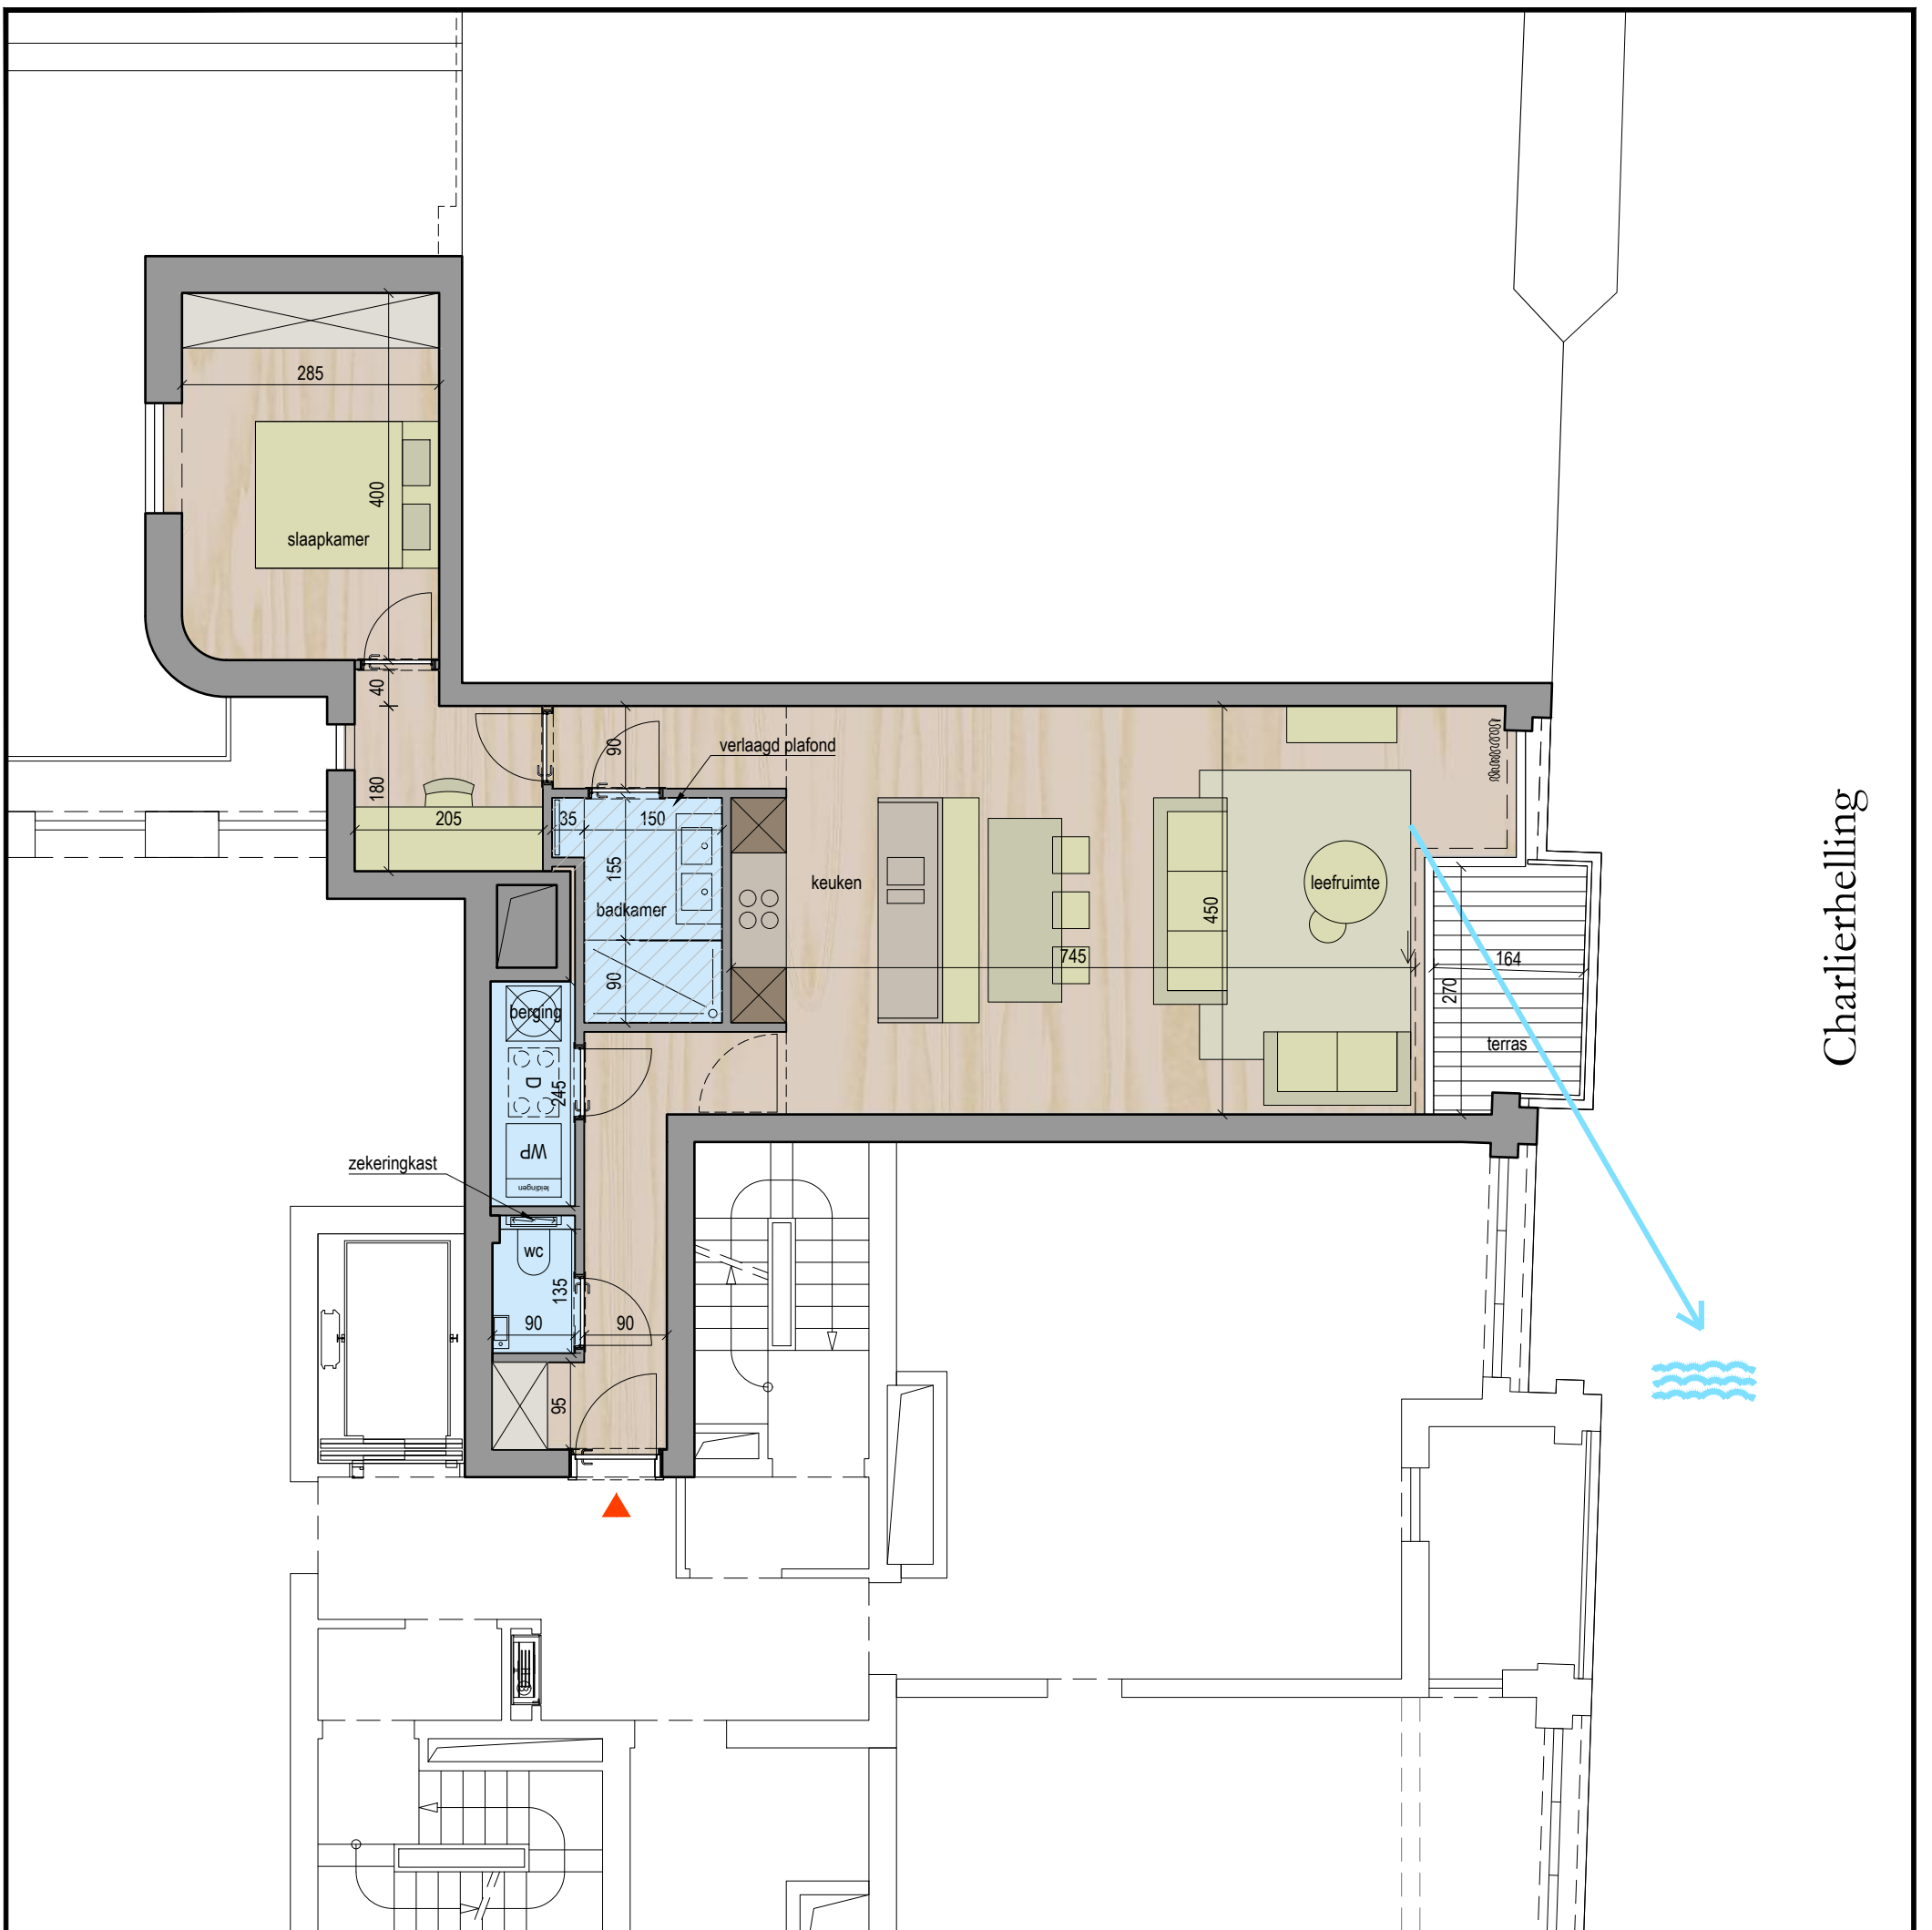 285
400
slaapkamer
40
180
205
90
verlaagd plafond
35
150
155
badkamer
90
keuken
745
450
leefruimte
164
270
terras
Charlierhelling
berging
D
245
WP
leidingen
zekeringkast
wc
135
90
90
95